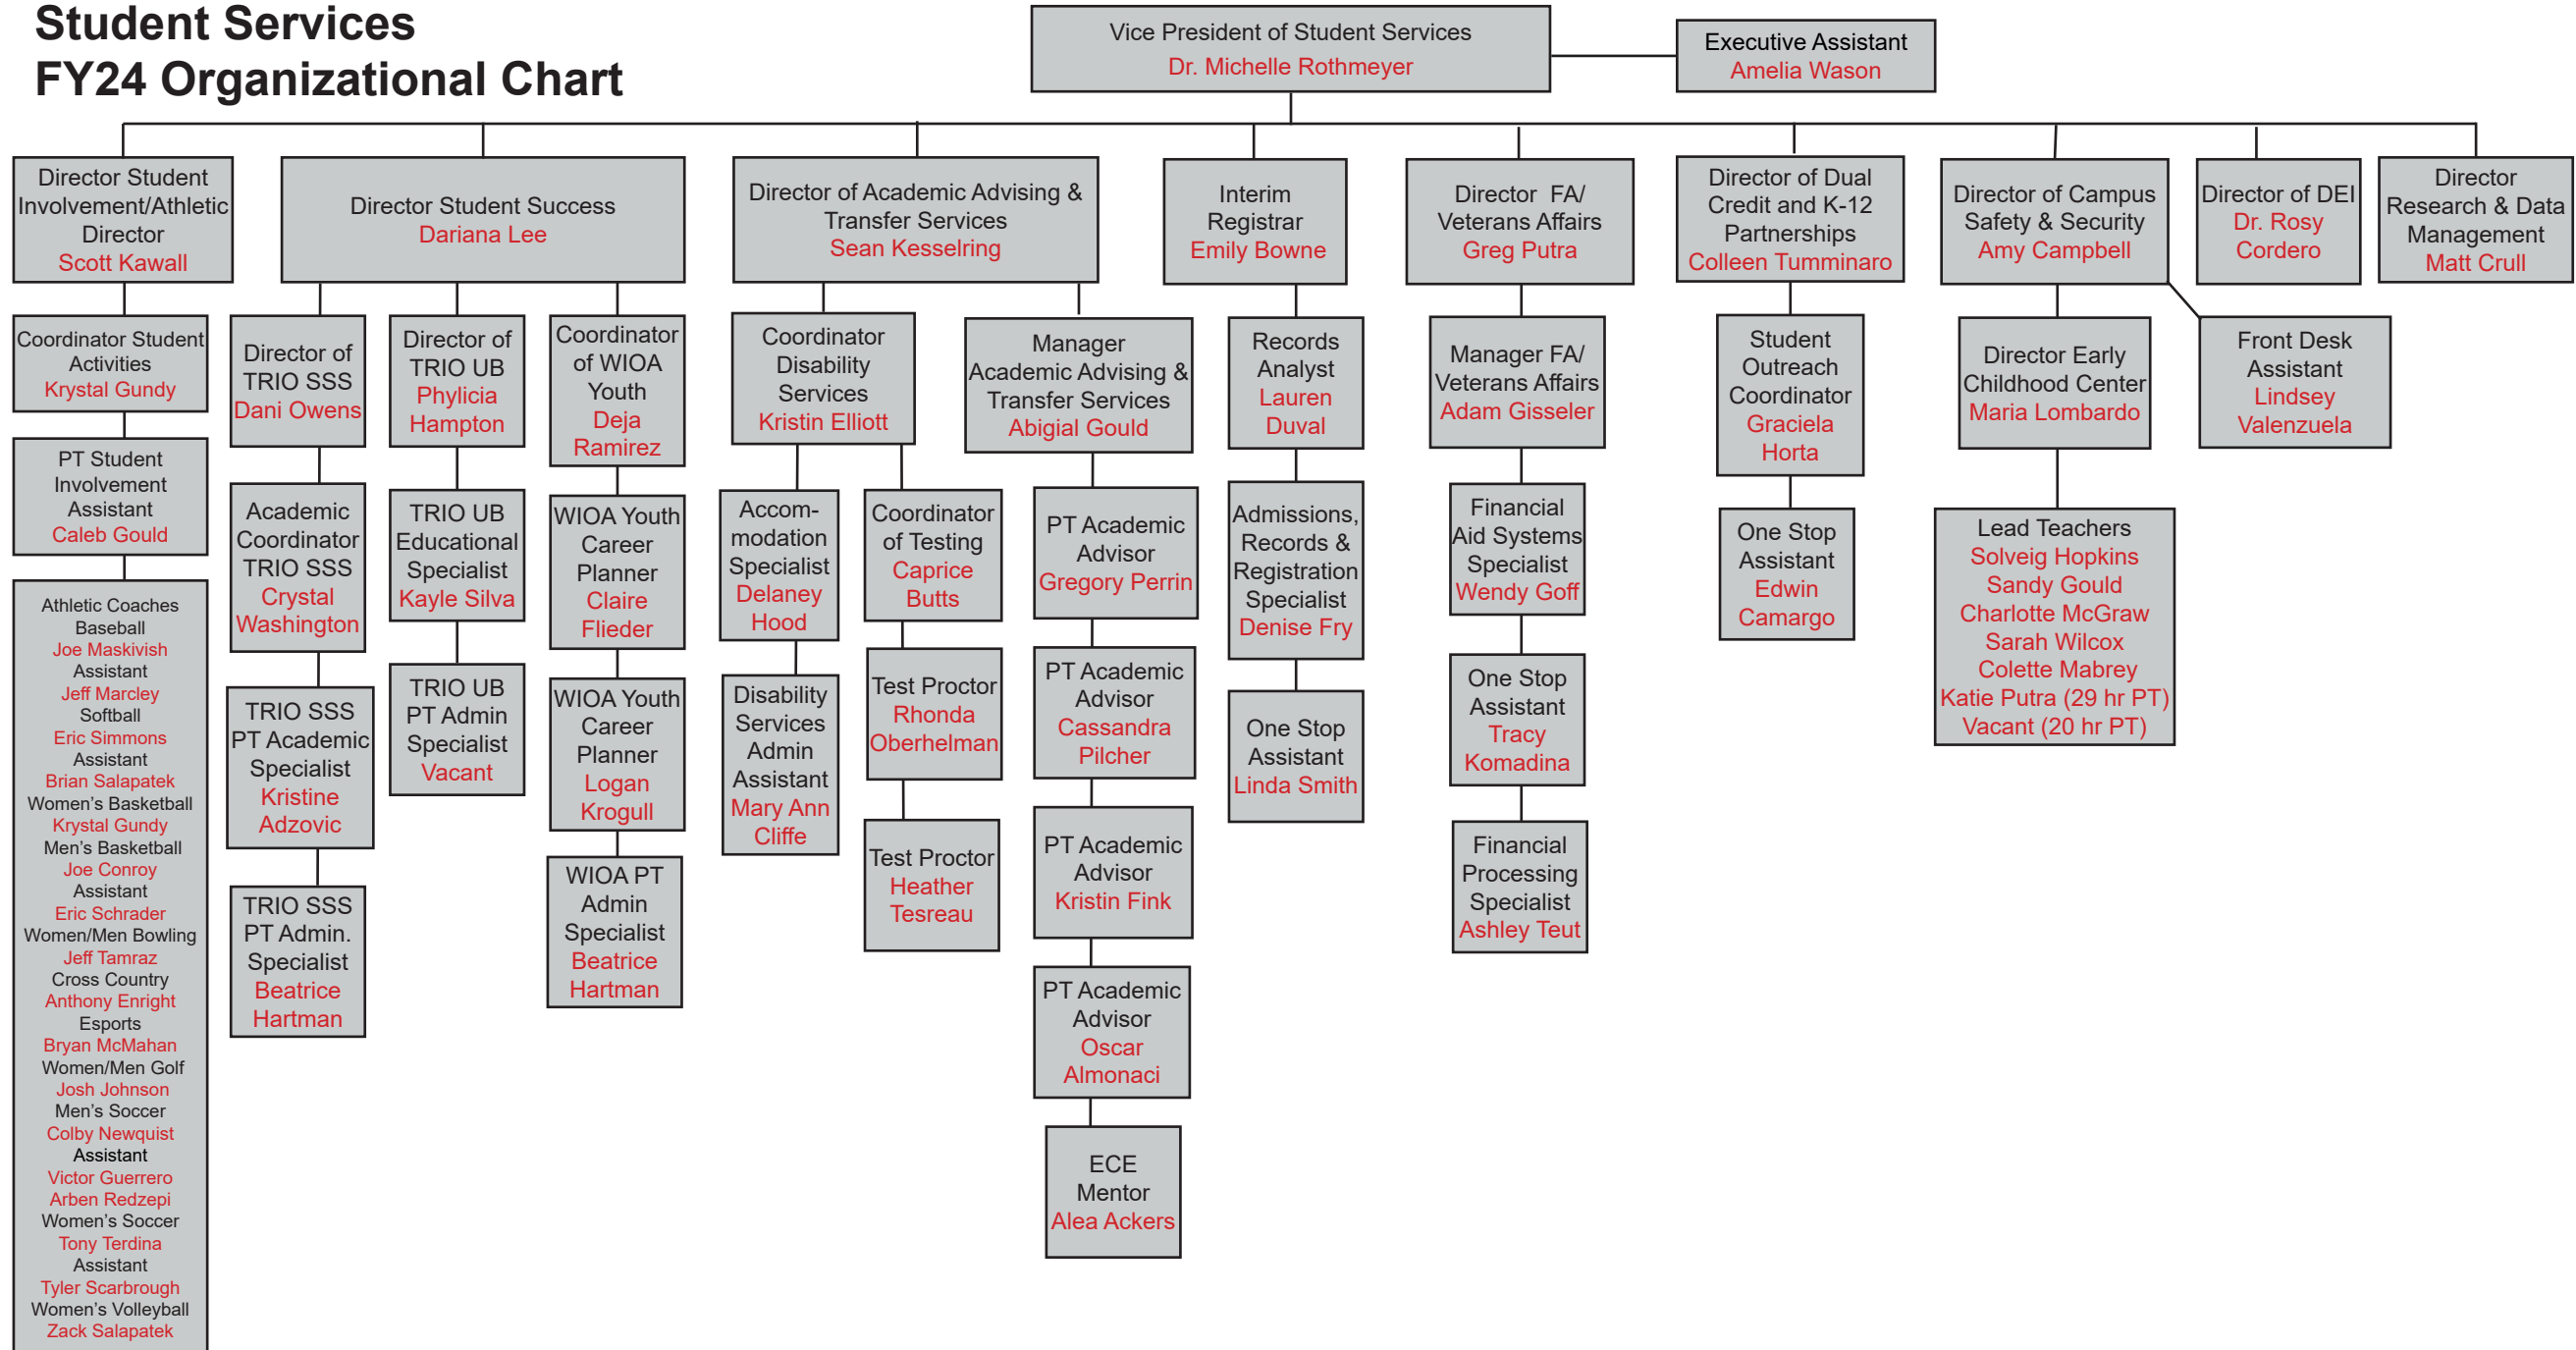 Student Services
FY24 Organizational Chart
Vice President of Student Services
Dr. Michelle Rothmeyer
Executive Assistant
Amelia Wason
Director Student
Involvement/Athletic
Director
Scott Kawall
Director Student Success
Dariana Lee
Director of Academic Advising &
Transfer Services
Sean Kesselring
Interim
Registrar
Emily Bowne
Director FA/
Veterans Affairs
Greg Putra
Director of Dual
Credit and K-12
Partnerships
Colleen Tumminaro
Director of Campus
Safety & Security
Amy Campbell
Director of DEI
Dr. Rosy
Cordero
Director
Research & Data
Management
Matt Crull
Coordinator Student
Activities
Krystal Gundy
PT Student
Involvement
Assistant
Caleb Gould
Athletic Coaches
Baseball
Joe Maskivish
Assistant
Jeff Marcley
Softball
Eric Simmons
Assistant
Brian Salapatek
Women's Basketball
Krystal Gundy
Men's Basketball
Joe Conroy
Assistant
Eric Schrader
Women/Men Bowling
Jeff Tamraz
Cross Country
Anthony Enright
Esports
Bryan McMahan
Women/Men Golf
Josh Johnson
Men's Soccer
Colby Newquist
Assistant
Victor Guerrero
Arben Redzepi
Women's Soccer
Tony Terdina
Assistant
Tyler Scarbrough
Women's Volleyball
Zack Salapatek
Director of
TRIO SSS
Dani Owens
Academic
Coordinator
TRIO SSS
Crystal
Washington
TRIO SSS
PT Academic
Specialist
Kristine
Adzovic
TRIO SSS
PT Admin.
Specialist
Beatrice
Hartman
Director of
TRIO UB
Phylicia
Hampton
TRIO UB
Educational
Specialist
Kayle Silva
TRIO UB
PT Admin
Specialist
Vacant
Coordinator
of WIOA
Youth
Deja
Ramirez
WIOA Youth
Career
Planner
Claire
Flieder
WIOA Youth
Career
Planner
Logan
Krogull
WIOA PT
Admin
Specialist
Beatrice
Hartman
Coordinator
Disability
Services
Kristin Elliott
Accom-
modation
Specialist
Delaney
Hood
Disability
Services
Admin
Assistant
Mary Ann
Cliffe
Coordinator
of Testing
Caprice
Butts
Test Proctor
Rhonda
Oberhelman
Test Proctor
Heather
Tesreau
Manager
Academic Advising &
Transfer Services
Abigial Gould
PT Academic
Advisor
Gregory Perrin
PT Academic
Advisor
Cassandra
Pilcher
PT Academic
Advisor
Kristin Fink
PT Academic
Advisor
Oscar
Almonaci
ECE
Mentor
Alea Ackers
Records
Analyst
Lauren
Duval
Admissions,
Records &
Registration
Specialist
Denise Fry
One Stop
Assistant
Linda Smith
Manager FA/
Veterans Affairs
Adam Gisseler
Financial
Aid Systems
Specialist
Wendy Goff
One Stop
Assistant
Tracy
Komadina
Financial
Processing
Specialist
Ashley Teut
Student
Outreach
Coordinator
Graciela
Horta
One Stop
Assistant
Edwin
Camargo
Director Early
Childhood Center
Maria Lombardo
Lead Teachers
Solveig Hopkins
Sandy Gould
Charlotte McGraw
Sarah Wilcox
Colette Mabrey
Katie Putra (29 hr PT)
Vacant (20 hr PT)
Front Desk
Assistant
Lindsey
Valenzuela